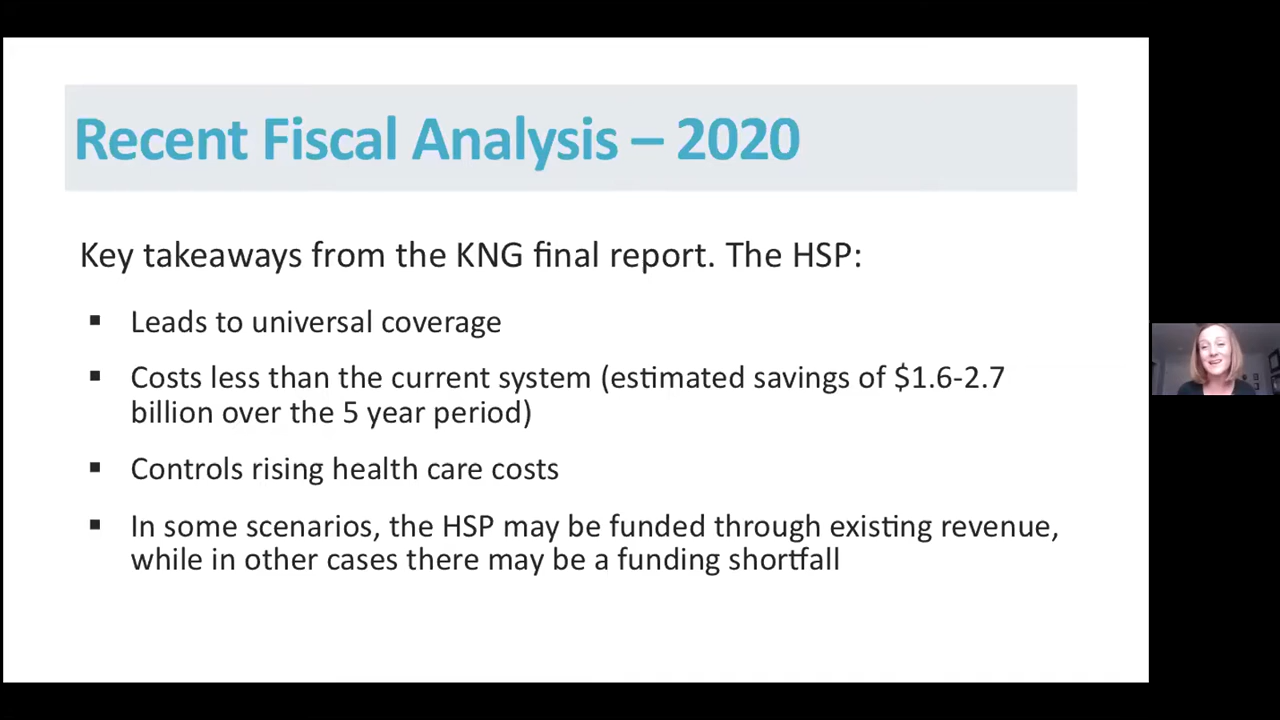 Recent Fiscal Analysis – 2020
Key takeaways from the KNG final report. The HSP:
▪ Leads to universal coverage
▪ Costs less than the current system (estimated savings of $1.6-2.7
billion over the 5 year period)
▪ Controls rising health care costs
▪ In some scenarios, the HSP may be funded through existing revenue,
while in other cases there may be a funding shortfall